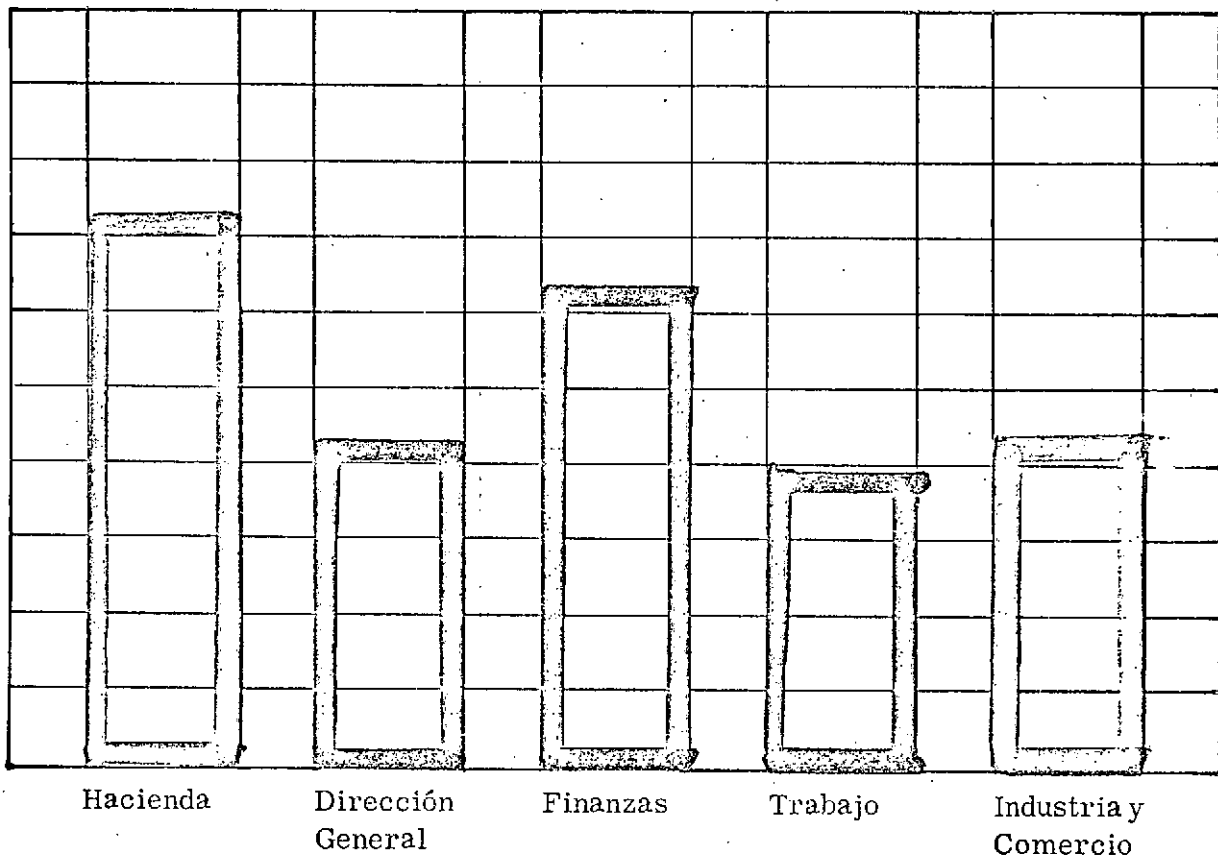 Hacienda
Dirección
General
Finanzas
Trabajo
Industria y
Comercio